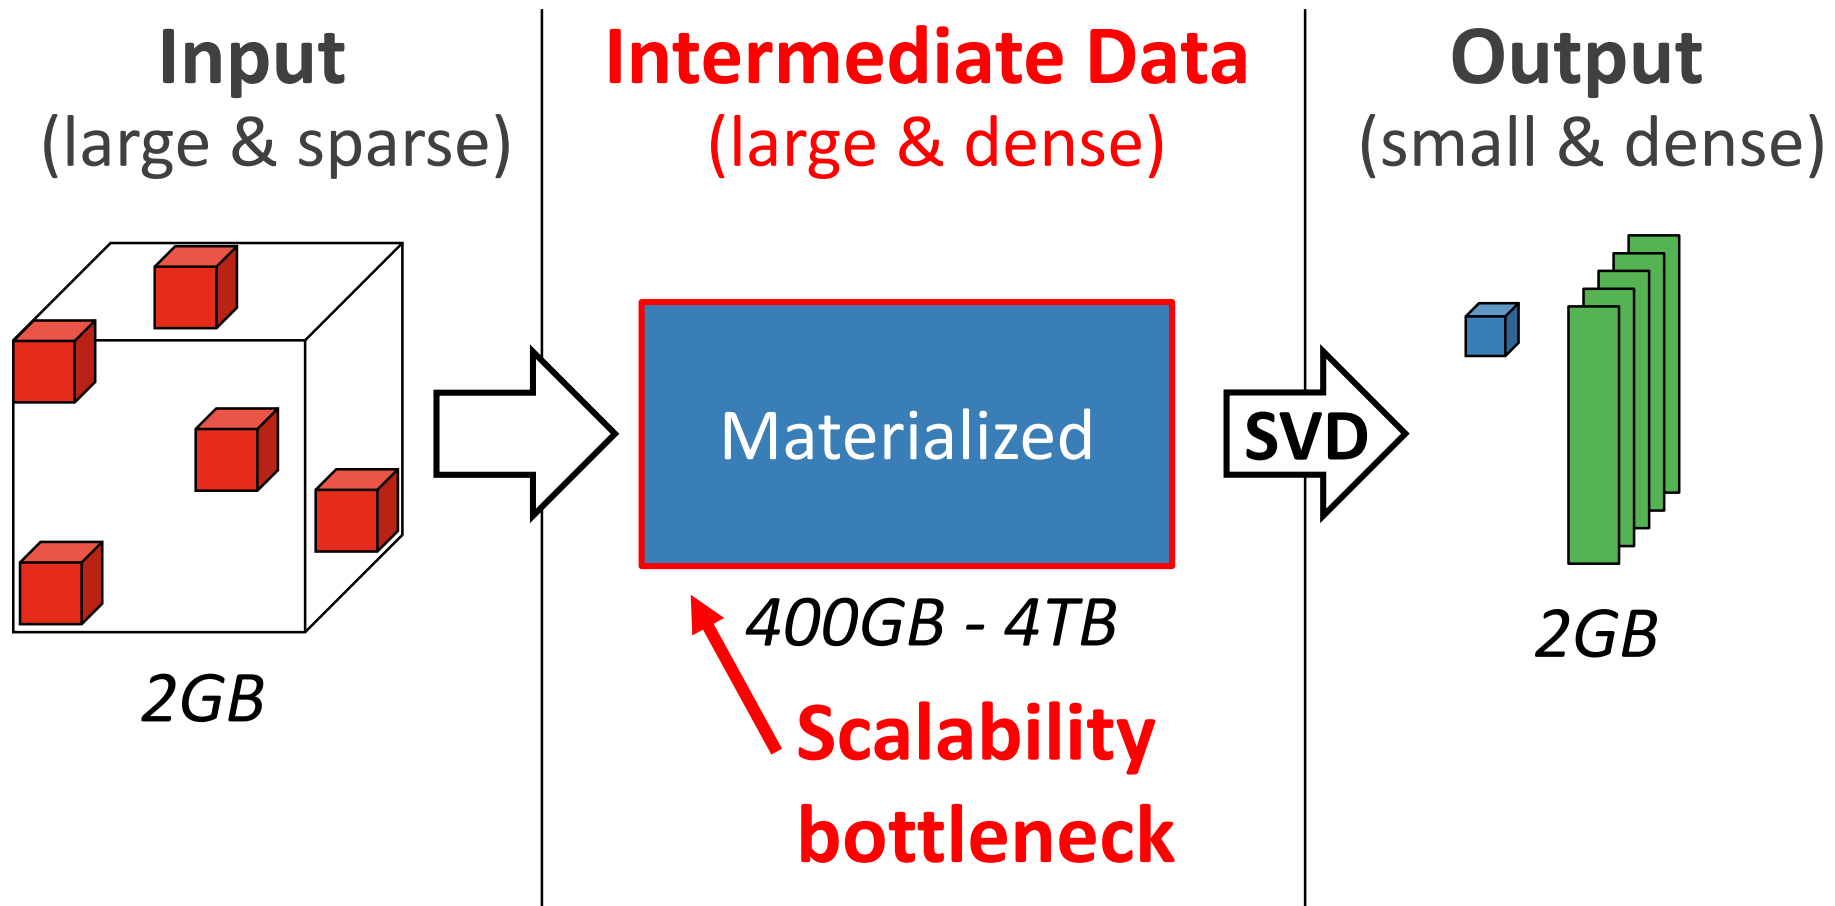 Input
(large & sparse)
2GB
Intermediate Data
(large & dense)
Materialized
400GB - 4TB
Scalability
bottleneck
SVD
Output
(small & dense)
2GB